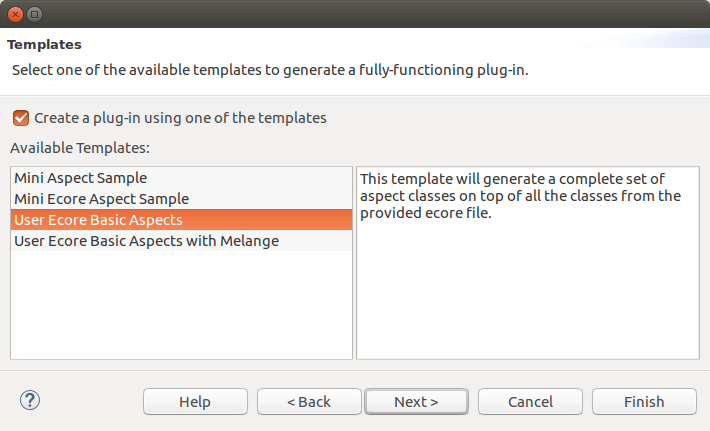 Templates
Select one of the available templates to generate a fully-functioning plug-in.
Create a plug-in using one of the templates
Available Templates:
Mini Aspect Sample
Mini Ecore Aspect Sample
User Ecore Basic Aspects
User Ecore Basic Aspects with Melange
This template will generate a complete set of
aspect classes on top of all the classes from the
provided ecore file.
? Help < Back Next > Cancel Finish